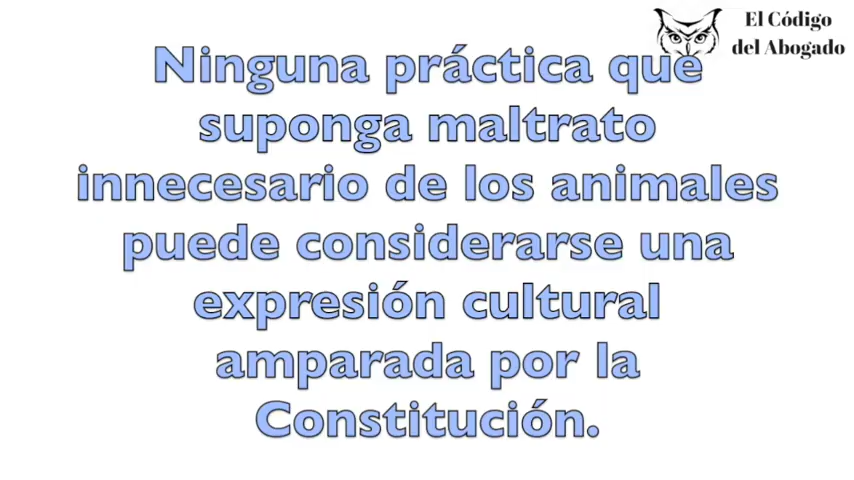 El Código
del Abogado
Ninguna práctica que
suponga maltrato
innecesario de los animales
puede considerarse una
expresión cultural
amparada por la
Constitución.